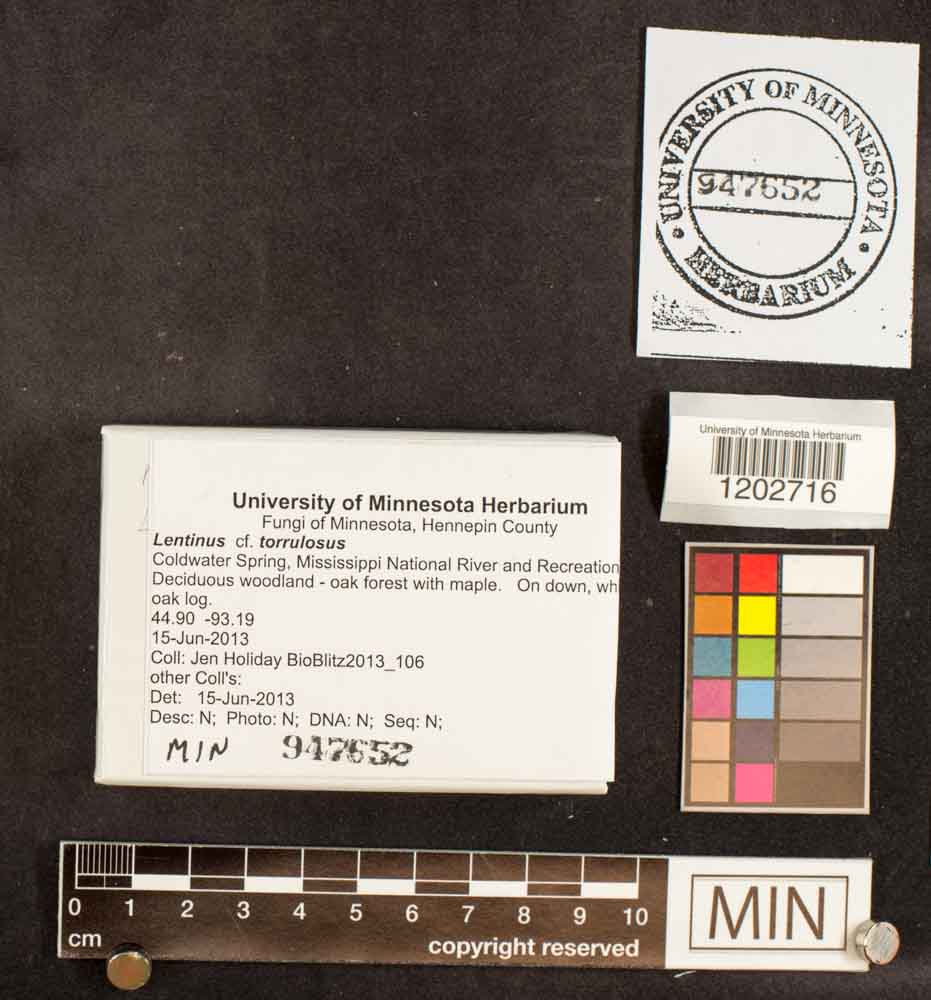 UNIVERSITY OF MINNESOTA
947652
HERBARIUM
University of Minnesota Herbarium
1202716
University of Minnesota Herbarium
Fungi of Minnesota, Hennepin County
Lentinus cf. torrulosus
Coldwater Spring, Mississippi National River and Recreation
Deciduous woodland - oak forest with maple. On down, wh
oak log.
44.90 -93.19
15-Jun-2013
Coll: Jen Holiday BioBlitz2013_106
other Coll's:
Det: 15-Jun-2013
Desc: N; Photo: N; DNA: N; Seq: N;
MIN 947652
0 1 2 3 4 5 6 7 8 9 10
cm copyright reserved
MIN